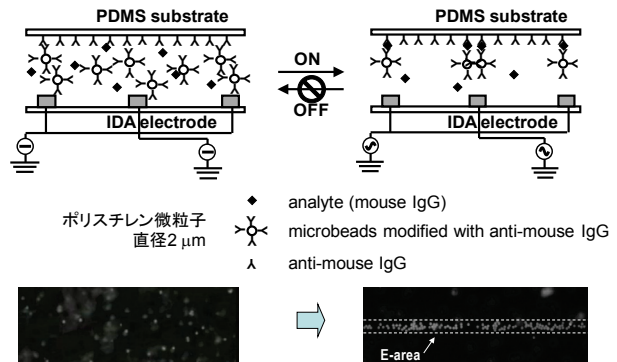 PDMS substrate
PDMS substrate
ON
OFF
IDA electrode
IDA electrode
analyte (mouse IgG)
ポリスチレン微粒子
直径2 μm
microbeads modified with anti-mouse IgG
anti-mouse IgG
E-area